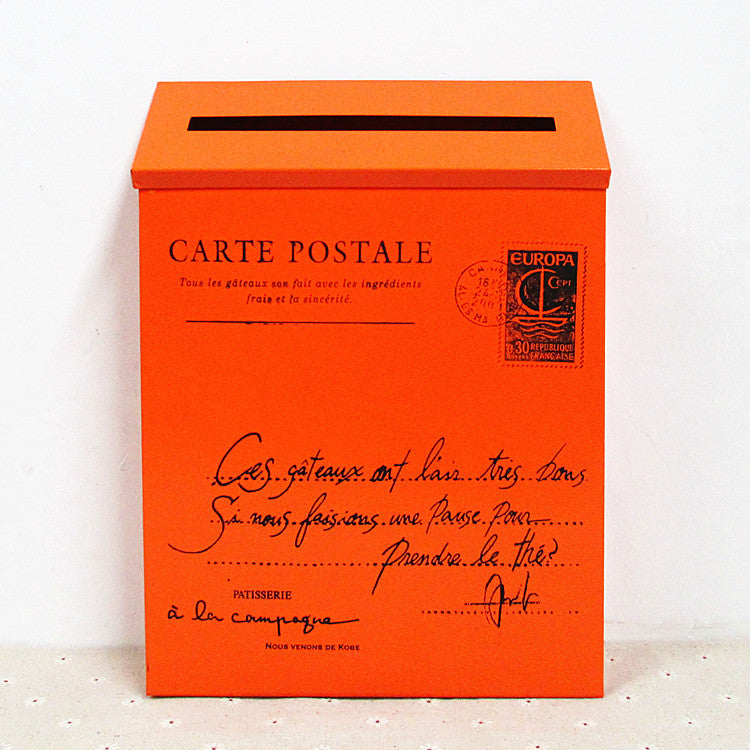 CARTE POSTALE
Tous les gâteaux son fait avec les ingrédients
frais et la sincérité.
EUROPA
CEPT
0,30 REPUBLIQUE
FRANÇAISE
Ces gâteaux ont l'air très bons
Si nous faisions une Pause Pour
Prendre le thé?
PATISSERIE
à la campagne
NOUS VENONS DE KOBE